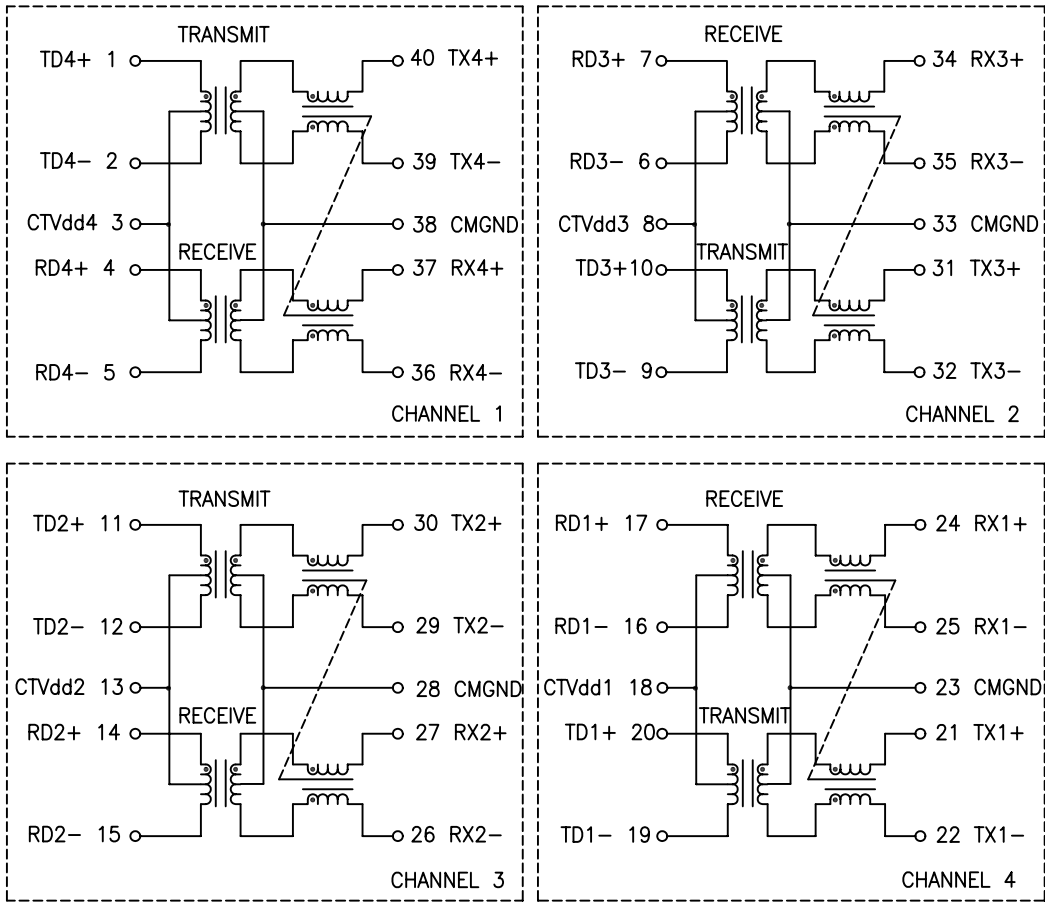 TRANSMIT
TD4+ 1
40 TX4+
TD4- 2
39 TX4-
CTVdd4 3
38 CMGND
RECEIVE
RD4+ 4
37 RX4+
RD4- 5
36 RX4-
CHANNEL 1
RECEIVE
RD3+ 7
34 RX3+
RD3- 6
35 RX3-
CTVdd3 8
33 CMGND
TRANSMIT
TD3+10
31 TX3+
TD3- 9
32 TX3-
CHANNEL 2
TRANSMIT
TD2+ 11
30 TX2+
TD2- 12
29 TX2-
CTVdd2 13
28 CMGND
RECEIVE
RD2+ 14
27 RX2+
RD2- 15
26 RX2-
CHANNEL 3
RECEIVE
RD1+ 17
24 RX1+
RD1- 16
25 RX1-
CTVdd1 18
23 CMGND
TRANSMIT
TD1+ 20
21 TX1+
TD1- 19
22 TX1-
CHANNEL 4